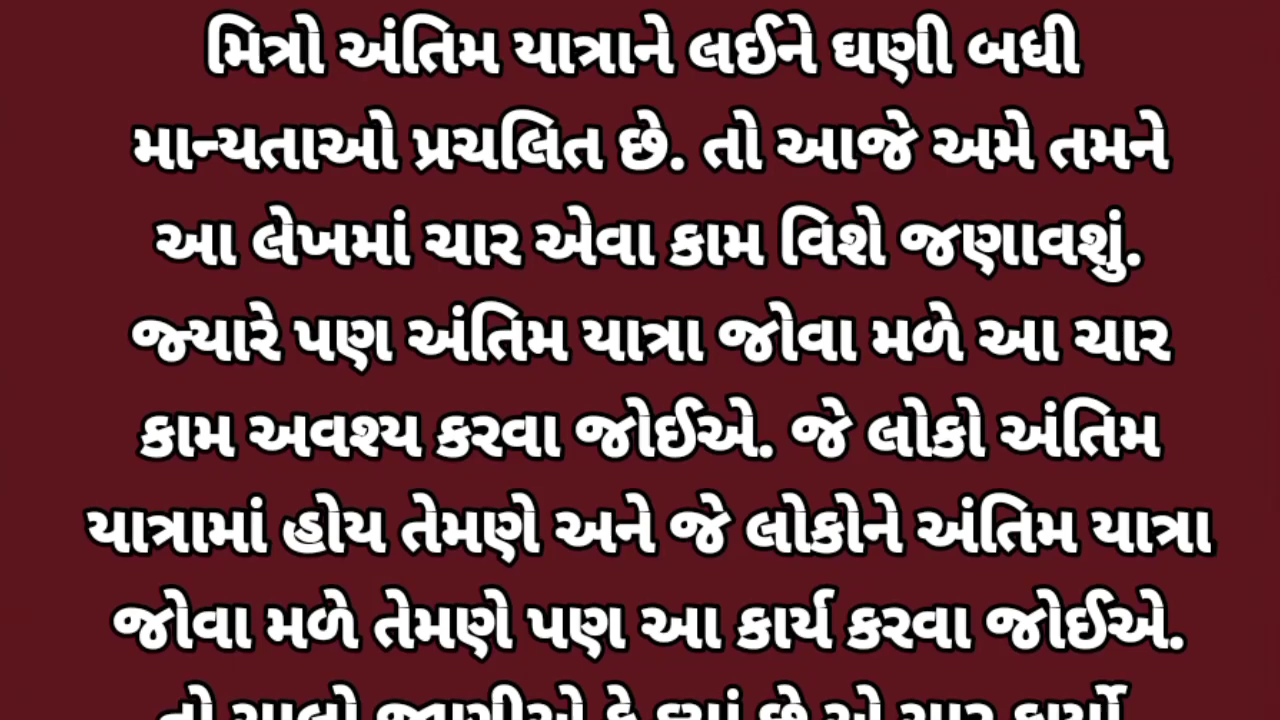 મિત્રો અંતિમ યાત્રાને લઈને ઘણી બધી
માન્યતાઓ પ્રચલિત છે. તો આજે અમે તમને
આ લેખમાં ચાર એવા કામ વિશે જણાવશું.
જ્યારે પણ અંતિમ યાત્રા જોવા મળે આ ચાર
કામ અવશ્ય કરવા જોઈએ. જે લોકો અંતિમ
યાત્રામાં હોય તેમણે અને જે લોકોને અંતિમ યાત્રા
જોવા મળે તેમણે પણ આ કાર્ય કરવા જોઈએ.
તો ચાલો જાણીએ કે ક્યાં છે એ ચાર કાર્યો